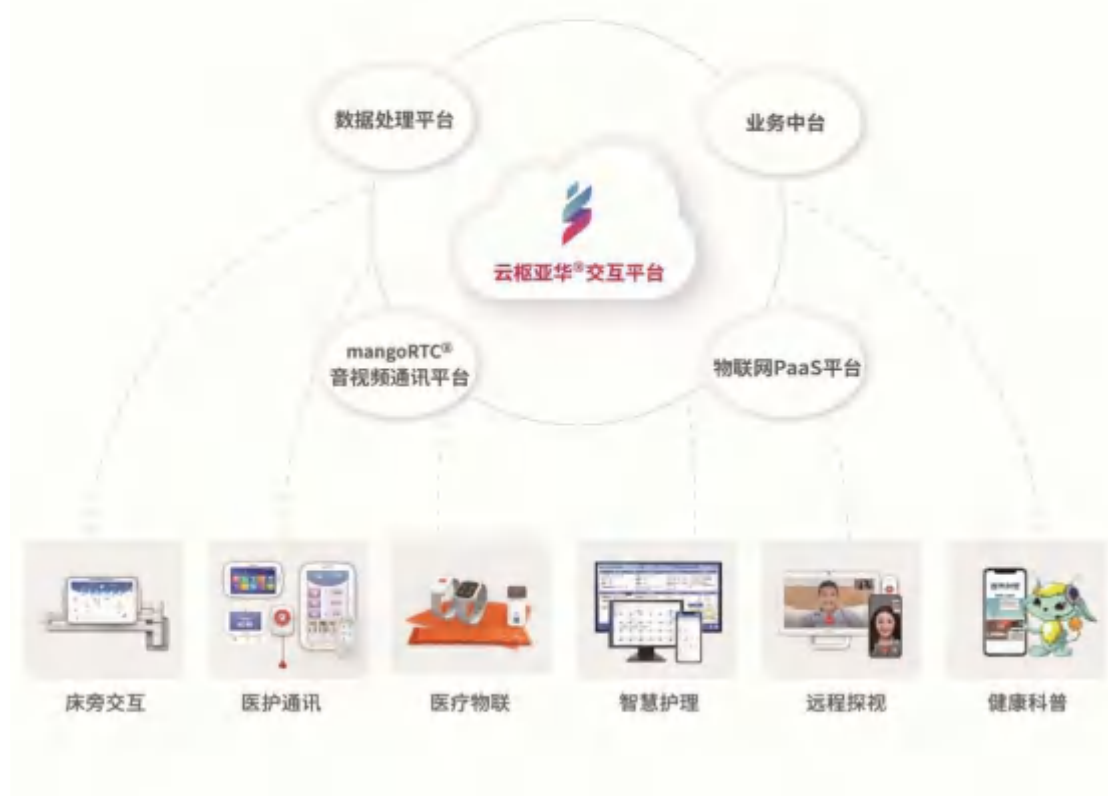 数据处理平台
业务中台
云枢亚华®交互平台
mangoRTC®
音视频通讯平台
物联网PaaS平台
床旁交互
医护通讯
医疗物联
智慧护理
远程探视
健康科普